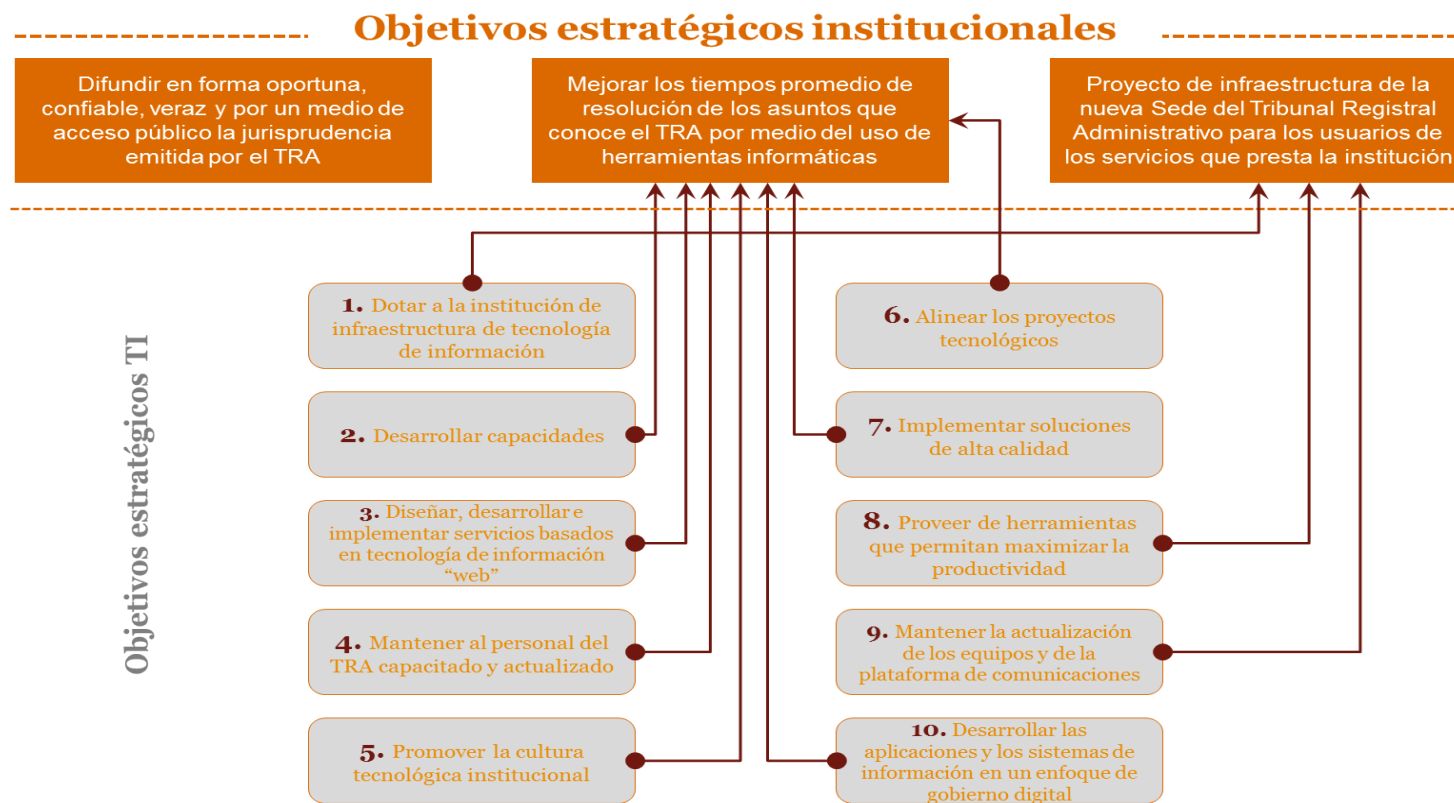 Objetivos estratégicos institucionales
Difundir en forma oportuna,
confiable, veraz y por un medio de
acceso público la jurisprudencia
emitida por el TRA
Mejorar los tiempos promedio de
resolución de los asuntos que
conoce el TRA por medio del uso de
herramientas informáticas
Proyecto de infraestructura de la
nueva Sede del Tribunal Registral
Administrativo para los usuarios de
los servicios que presta la institución
Objetivos estratégicos TI
1. Dotar a la institución de
infraestructura de tecnología
de información
2. Desarrollar capacidades
3. Diseñar, desarrollar e
implementar servicios basados
en tecnología de información
“web”
4. Mantener al personal del
TRA capacitado y actualizado
5. Promover la cultura
tecnológica institucional
6. Alinear los proyectos
tecnológicos
7. Implementar soluciones
de alta calidad
8. Proveer de herramientas
que permitan maximizar la
productividad
9. Mantener la actualización
de los equipos y de la
plataforma de comunicaciones
10. Desarrollar las
aplicaciones y los sistemas de
información en un enfoque de
gobierno digital